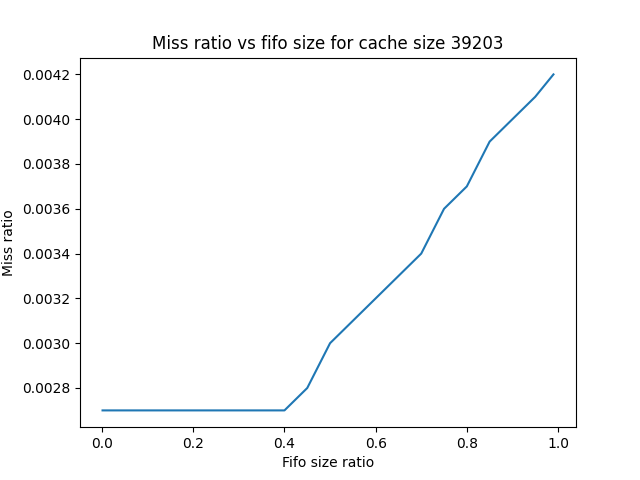 Miss ratio vs fifo size for cache size 39203
0.0042
0.0040
0.0038
0.0036
0.0034
0.0032
0.0030
0.0028
Miss ratio
0.0 0.2 0.4 0.6 0.8 1.0
Fifo size ratio